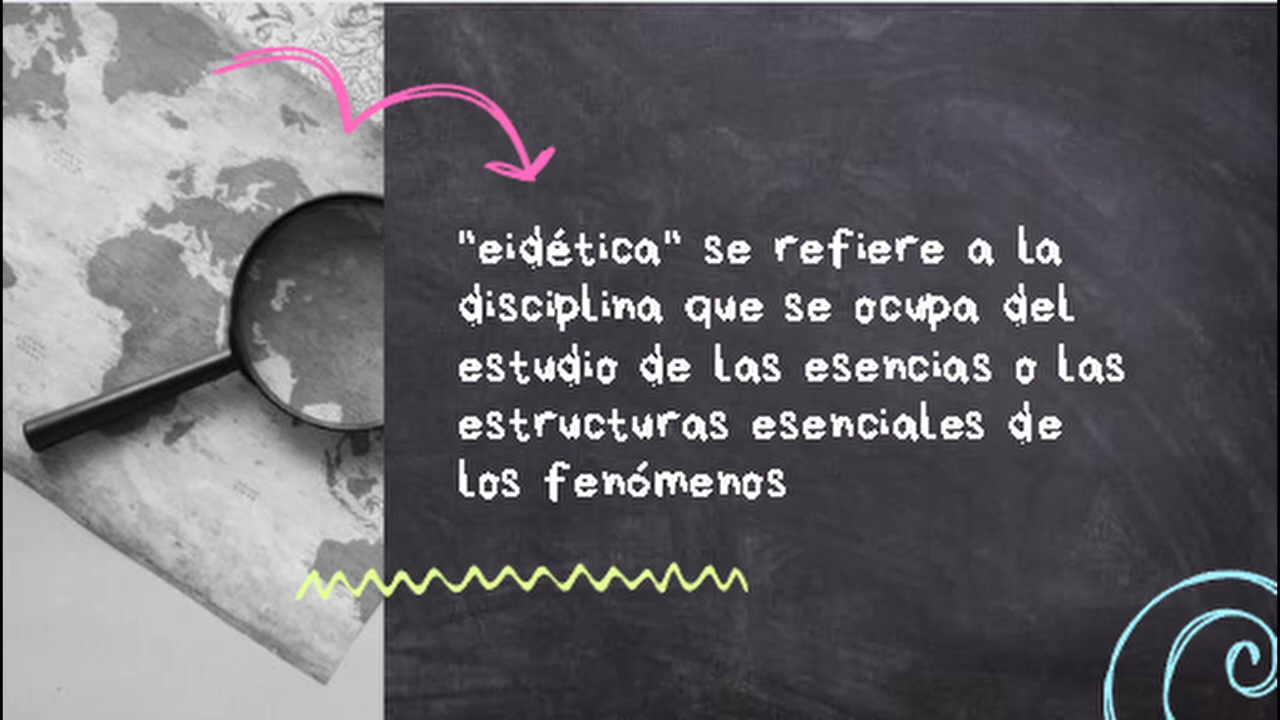 "eidética" se refiere a la
disciplina que se ocupa del
estudio de las esencias o las
estructuras esenciales de
los fenómenos